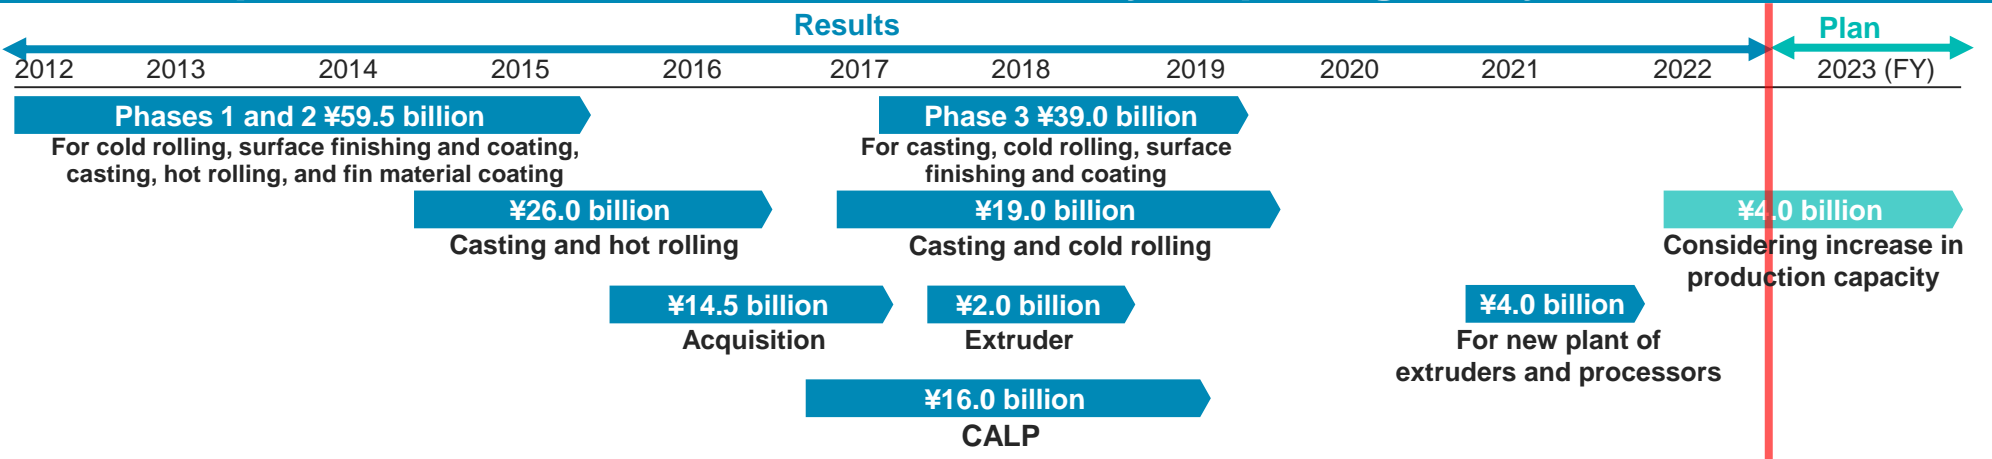 Results
Plan
2012 2013 2014 2015 2016 2017 2018 2019 2020 2021 2022 2023 (FY)
Phases 1 and 2 ¥59.5 billion
For cold rolling, surface finishing and coating,
casting, hot rolling, and fin material coating
Phase 3 ¥39.0 billion
For casting, cold rolling, surface
finishing and coating
¥26.0 billion
Casting and hot rolling
¥19.0 billion
Casting and cold rolling
¥4.0 billion
Considering increase in
production capacity
¥14.5 billion
Acquisition
¥2.0 billion
Extruder
¥4.0 billion
For new plant of
extruders and processors
¥16.0 billion
CALP